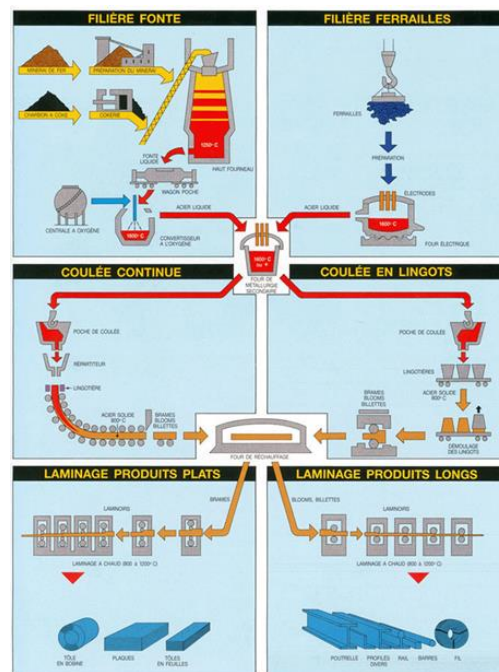 FILIÈRE FONTE
MINERAI DE FER
PRÉPARATION DU MINERAI
CHARBON A COKE
COKERIE
1250° C
FONTE
LIQUIDE
HAUT FOURNEAU
WAGON POCHE
CENTRALE A OXYGÈNE
1600° C
CONVERTISSEUR
A L'OXYGÈNE
ACIER LIQUIDE
FILIÈRE FERRAILLES
FERRAILLES
PRÉPARATION
ÉLECTRODES
ACIER LIQUIDE
1600° C
FOUR ÉLECTRIQUE
1600° C
FOUR DE
MÉTALLURGIE
SECONDAIRE
COULÉE CONTINUE
POCHE DE COULÉE
RÉPARTITEUR
LINGOTIÈRE
ACIER SOLIDE
800° C
BRAMES
BLOOMS
BILLETTES
COULÉE EN LINGOTS
POCHE DE COULÉE
LINGOTIÈRES
ACIER SOLIDE
800° C
BRAMES
BLOOMS
BILLETTES
DÉMOULAGE
DES LINGOTS
FOUR DE RÉCHAUFFAGE
LAMINAGE PRODUITS PLATS
BRAMES
LAMINOIRS
LAMINAGE A CHAUD (800 à 1200° C)
TÔLE
EN BOBINE
PLAQUES
TÔLES
EN FEUILLES
LAMINAGE PRODUITS LONGS
BLOOMS, BILLETTES
LAMINOIRS
LAMINAGE A CHAUD (800 à 1200° C)
POUTRELLE
PROFILÉS
DIVERS
RAIL
BARRES
FIL